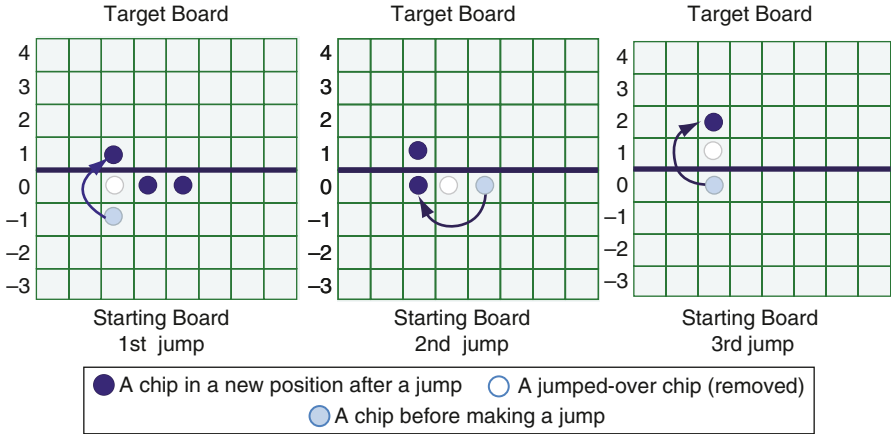 Target Board
4
3
2
1
0
–1
–2
–3
Starting Board
1st jump
Target Board
4
3
2
1
0
–1
–2
–3
Starting Board
2nd jump
Target Board
4
3
2
1
0
–1
–2
–3
Starting Board
3rd jump
A chip in a new position after a jump
A jumped-over chip (removed)
A chip before making a jump